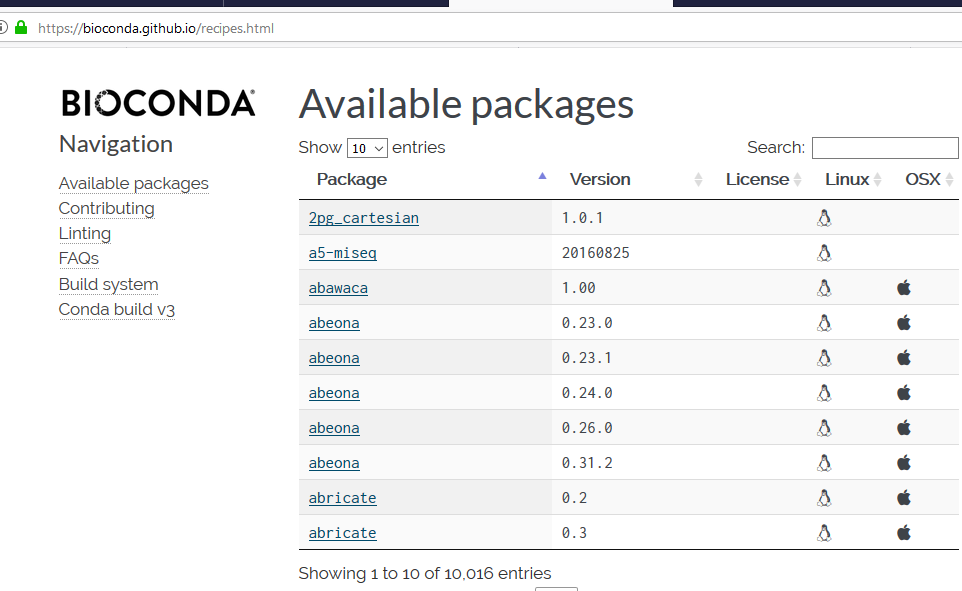 https://bioconda.github.io/recipes.html
BIOCONDA®
Navigation
Available packages
Contributing
Linting
FAQs
Build system
Conda build v3
Available packages
Show 10 entries
Search:
Package Version License Linux OSX
2pg_cartesian 1.0.1
a5-miseq 20160825
abawaca 1.00
abeona 0.23.0
abeona 0.23.1
abeona 0.24.0
abeona 0.26.0
abeona 0.31.2
abricate 0.2
abricate 0.3
Showing 1 to 10 of 10,016 entries